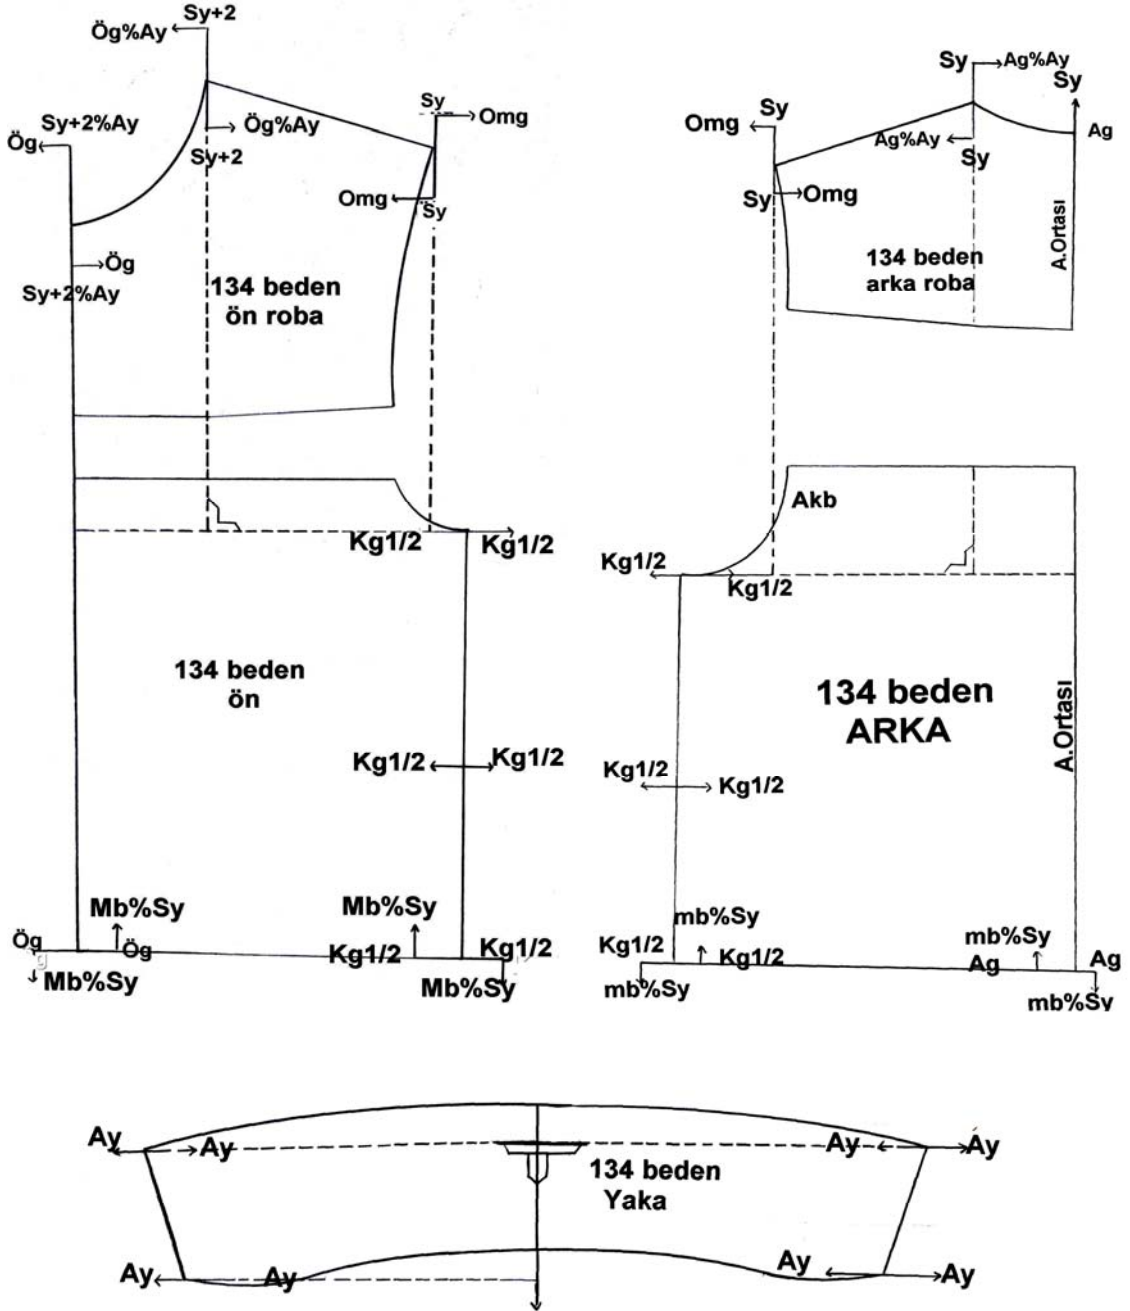 Sy+2
Ög%Ay
Sy+2%Ay
Ög
Ög%Ay
Sy+2
Sy
Omg
Omg
Sy
Ög
Sy+2%Ay
134 beden
ön roba
Kg1/2
Kg1/2
134 beden
ön
Kg1/2
Kg1/2
Mb%Sy
Mb%Sy
Ög
Ög
Kg1/2
Kg1/2
Mb%Sy
Mb%Sy
Sy
Ag%Ay
Sy
Sy
Omg
Ag
Ag%Ay
Sy
Sy
Omg
A.Ortası
134 beden
arka roba
Akb
Kg1/2
Kg1/2
134 beden
ARKA
A.Ortası
Kg1/2
Kg1/2
mb%Sy
mb%Sy
Kg1/2
Kg1/2
Ag
Ag
mb%Sy
mb%Sy
Ay
Ay
Ay
Ay
134 beden
Yaka
Ay
Ay
Ay
Ay